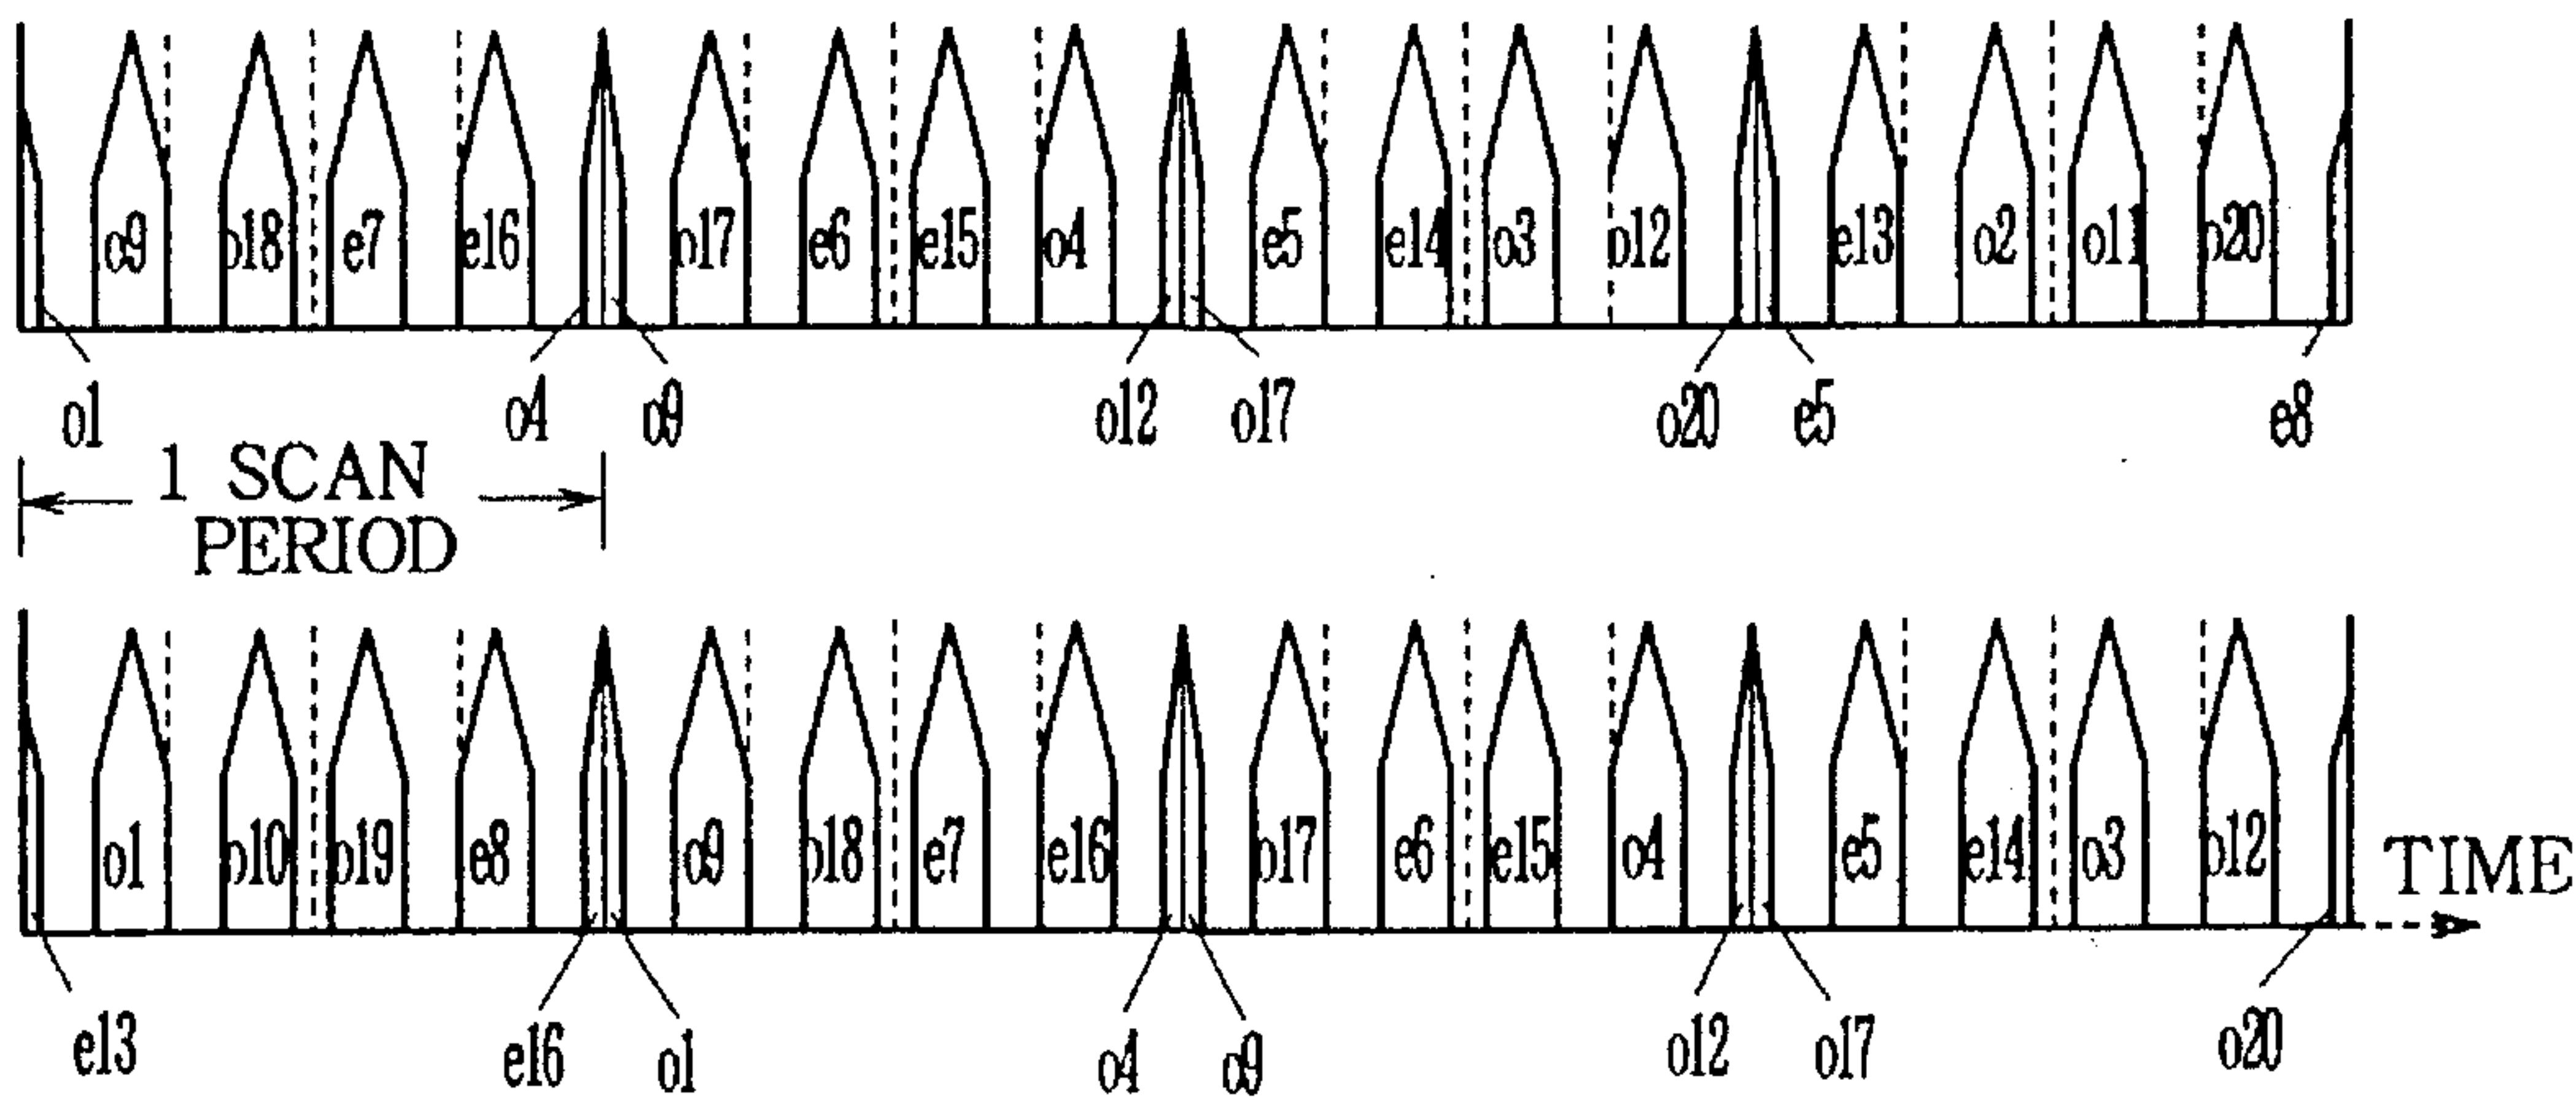 o9 o18 e7 e16 o17 e6 e15 o4 e5 e14 o3 o12 e13 o2 o11 o20
o1 o4 o9 o12 o17 o20 e5 e8
1 SCAN
PERIOD
o1 o10 o19 e8 o9 o18 e7 e16 o17 e6 e15 o4 e5 e14 o3 o12
TIME
e13 e16 o1 o4 o9 o12 o17 o20